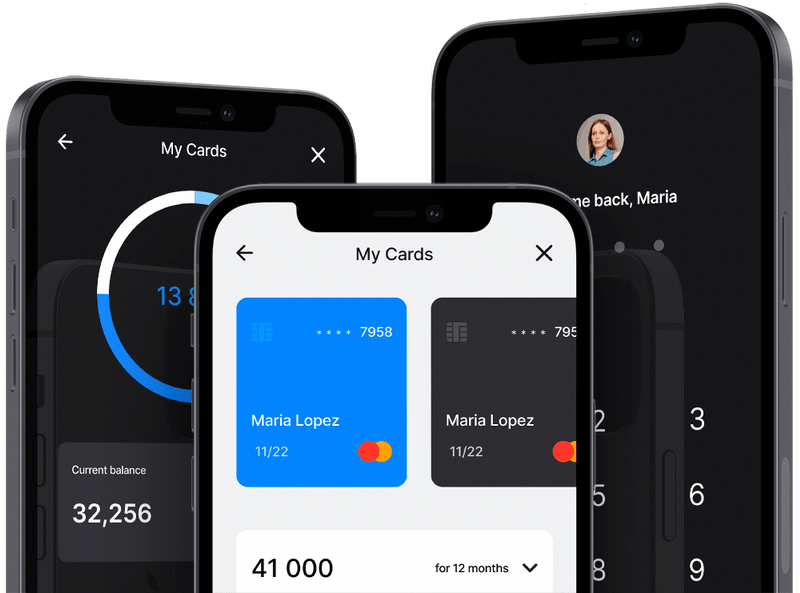 My Cards
13 8
Current balance
32,256
My Cards
* * * * 7958
Maria Lopez
11/22
* * * * 795
Maria Lopez
11/22
41 000
for 12 months
me back, Maria
2 3
5 6
8 9